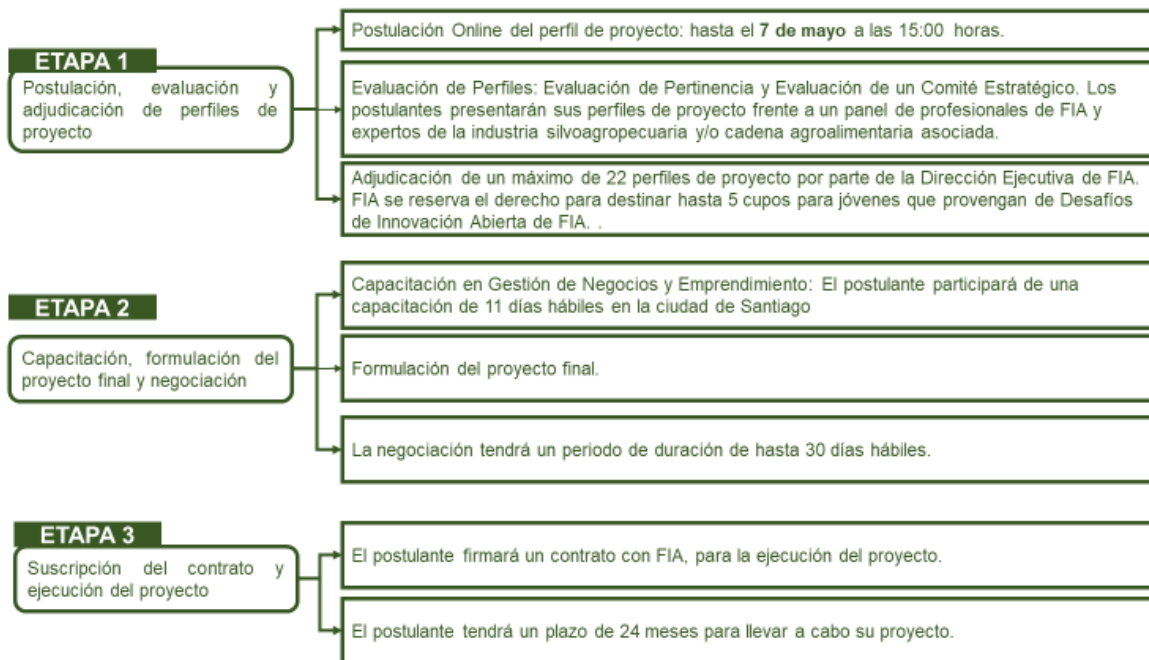 ETAPA 1
Postulación, evaluación y
adjudicación de perfiles de
proyecto
Postulación Online del perfil de proyecto: hasta el 7 de mayo a las 15:00 horas.
Evaluación de Perfiles: Evaluación de Pertinencia y Evaluación de un Comité Estratégico. Los
postulantes presentarán sus perfiles de proyecto frente a un panel de profesionales de FIA y
expertos de la industria silvoagropecuaria y/o cadena agroalimentaria asociada.
Adjudicación de un máximo de 22 perfiles de proyecto por parte de la Dirección Ejecutiva de FIA.
FIA se reserva el derecho para destinar hasta 5 cupos para jóvenes que provengan de Desafíos
de Innovación Abierta de FIA. .
ETAPA 2
Capacitación, formulación del
proyecto final y negociación
Capacitación en Gestión de Negocios y Emprendimiento: El postulante participará de una
capacitación de 11 días hábiles en la ciudad de Santiago
Formulación del proyecto final.
La negociación tendrá un periodo de duración de hasta 30 días hábiles.
ETAPA 3
Suscripción del contrato y
ejecución del proyecto
El postulante firmará un contrato con FIA, para la ejecución del proyecto.
El postulante tendrá un plazo de 24 meses para llevar a cabo su proyecto.